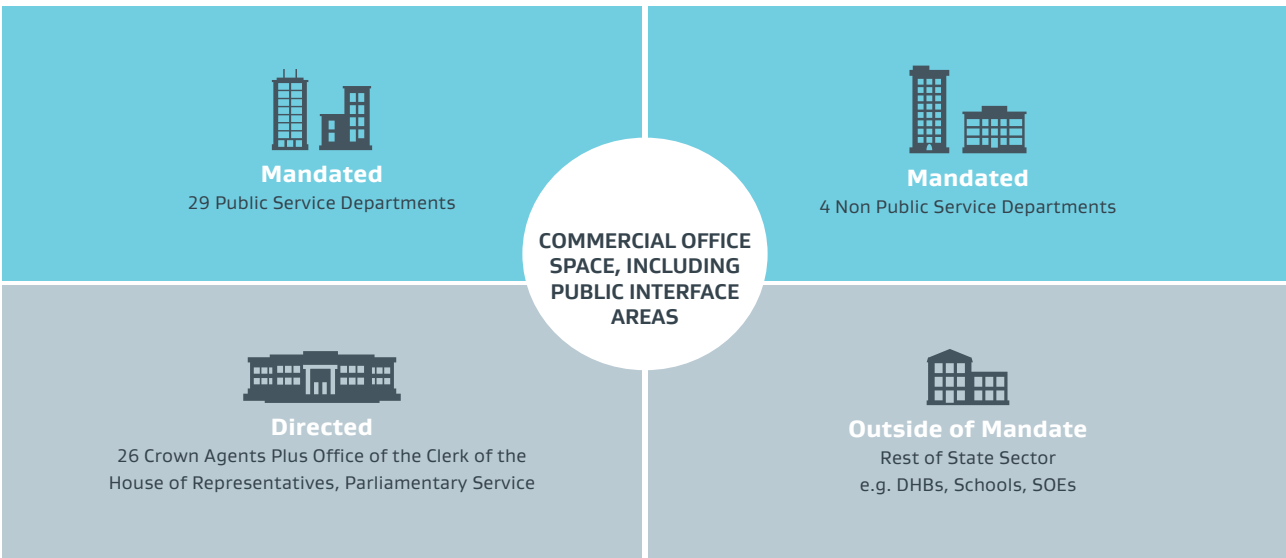 Mandated
29 Public Service Departments
Mandated
4 Non Public Service Departments
COMMERCIAL OFFICE
SPACE, INCLUDING
PUBLIC INTERFACE
AREAS
Directed
26 Crown Agents Plus Office of the Clerk of the
House of Representatives, Parliamentary Service
Outside of Mandate
Rest of State Sector
e.g. DHBs, Schools, SOEs